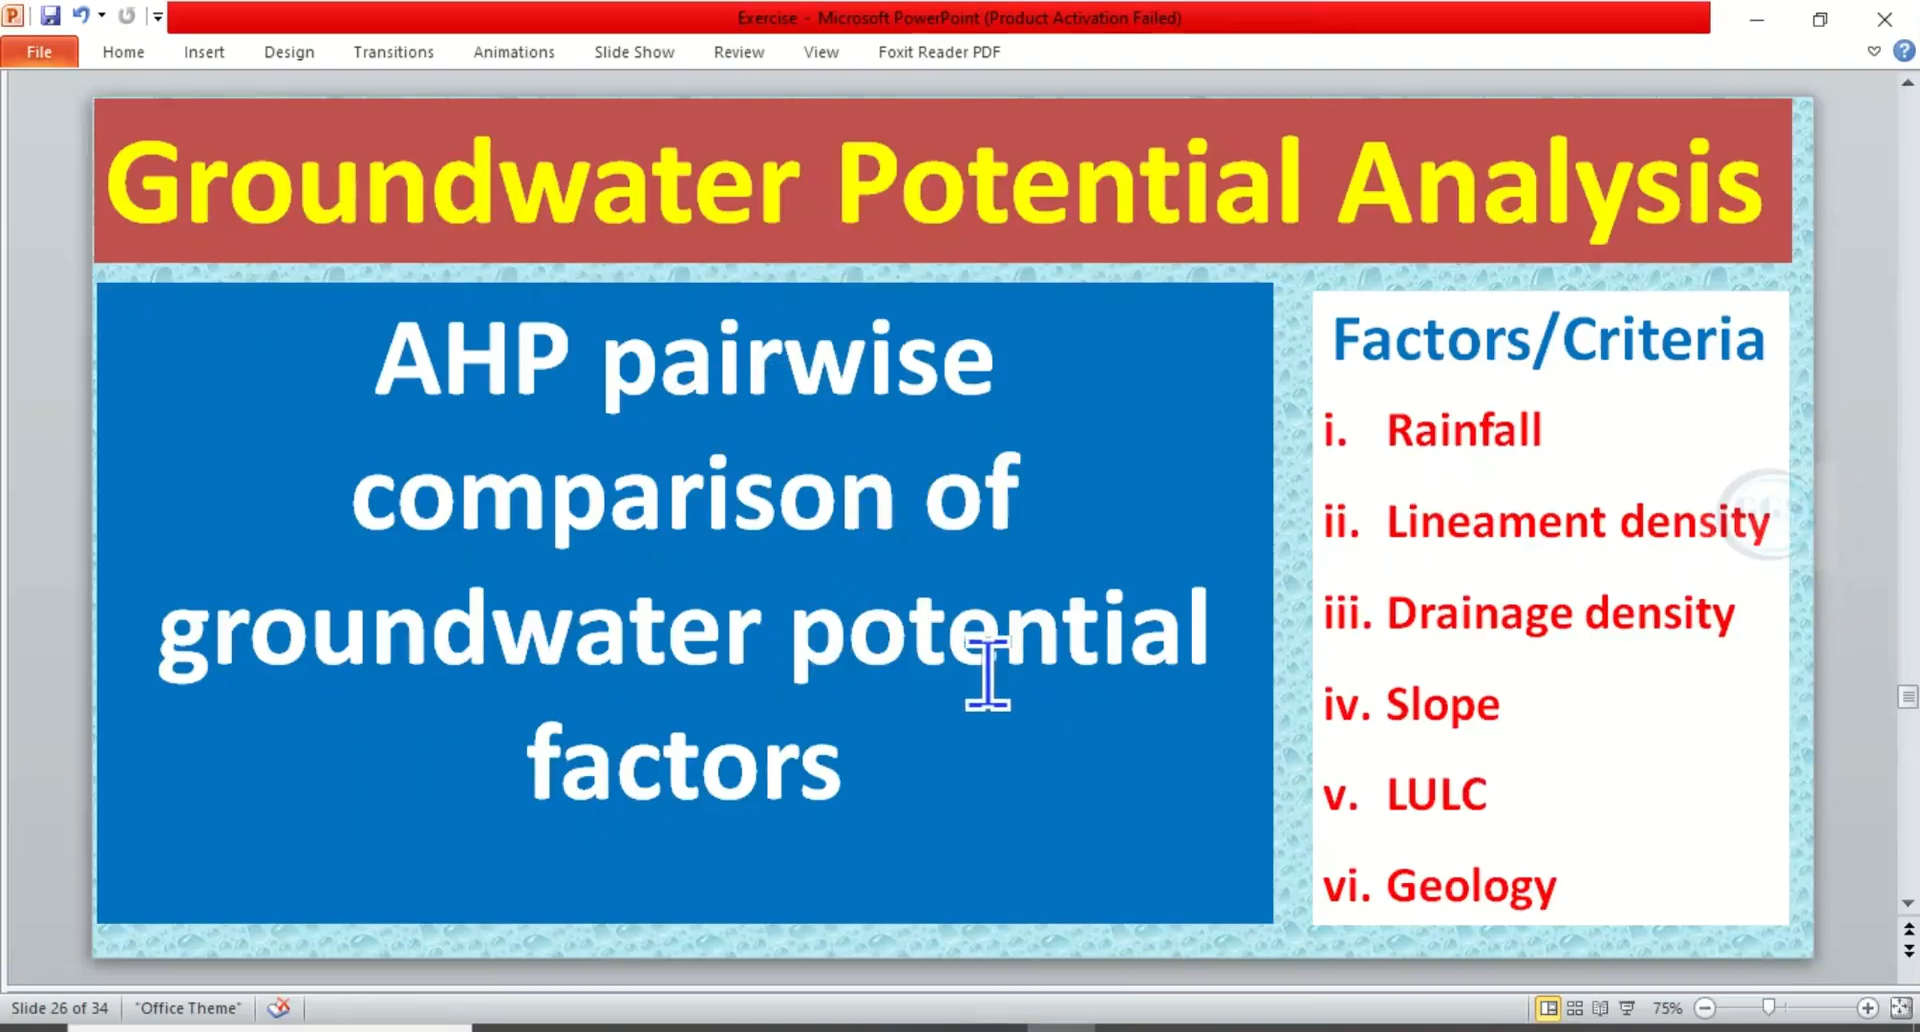 Exercise - Microsoft PowerPoint (Product Activation Failed)
File Home Insert Design Transitions Animations Slide Show Review View Foxit Reader PDF
Groundwater Potential Analysis
AHP pairwise
comparison of
groundwater potential
factors
Factors/Criteria
i. Rainfall
ii. Lineament density
iii. Drainage density
iv. Slope
v. LULC
vi. Geology
Slide 26 of 34 "Office Theme" 75%